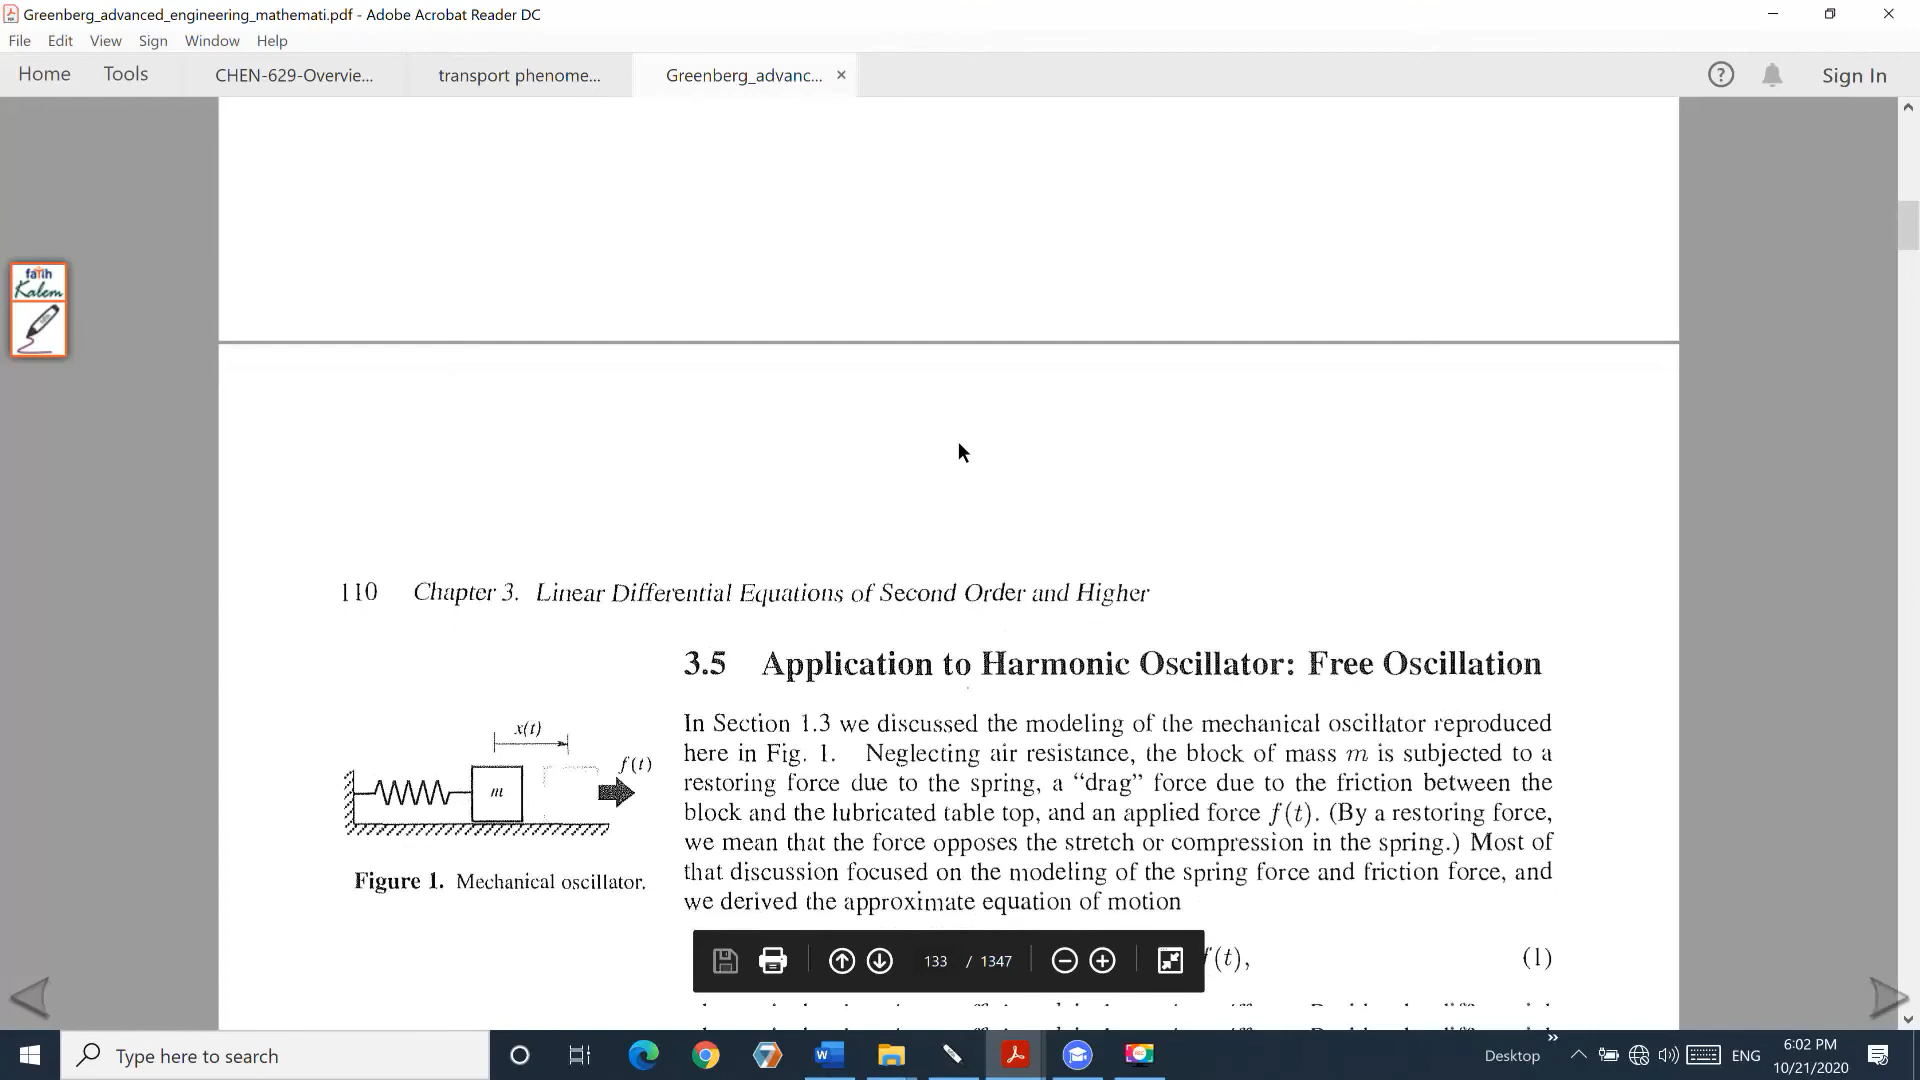 Greenberg_advanced_engineering_mathemati.pdf - Adobe Acrobat Reader DC
File Edit View Sign Window Help
Home Tools CHEN-629-Overvie... transport phenome... Greenberg_advanc... × ? Sign In
fatih
Kalem
110 Chapter 3. Linear Differential Equations of Second Order and Higher
3.5 Application to Harmonic Oscillator: Free Oscillation
x(t)
f(t)
m
Figure 1. Mechanical oscillator.
In Section 1.3 we discussed the modeling of the mechanical oscillator reproduced
here in Fig. 1. Neglecting air resistance, the block of mass m is subjected to a
restoring force due to the spring, a “drag” force due to the friction between the
block and the lubricated table top, and an applied force f(t). (By a restoring force,
we mean that the force opposes the stretch or compression in the spring.) Most of
that discussion focused on the modeling of the spring force and friction force, and
we derived the approximate equation of motion
f(t), (1)
133 / 1347
Type here to search
W
Desktop
ENG
6:02 PM
10/21/2020